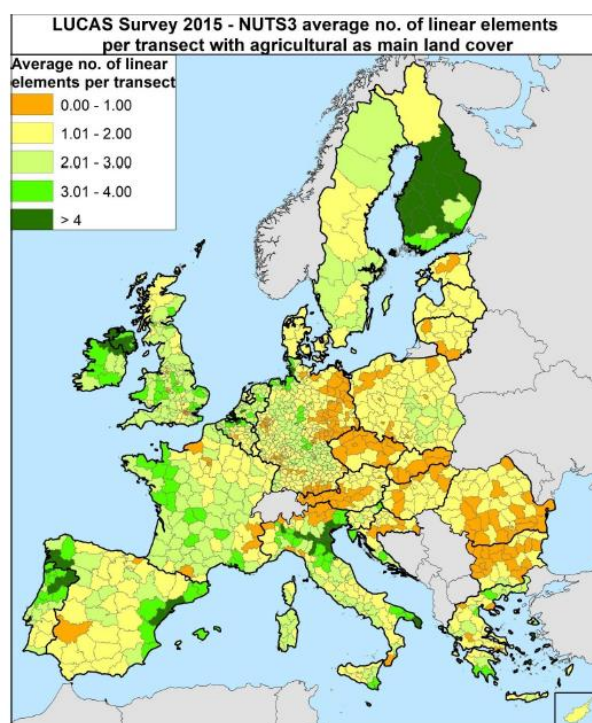 LUCAS Survey 2015 - NUTS3 average no. of linear elements
per transect with agricultural as main land cover
Average no. of linear
elements per transect
0.00 - 1.00
1.01 - 2.00
2.01 - 3.00
3.01 - 4.00
> 4